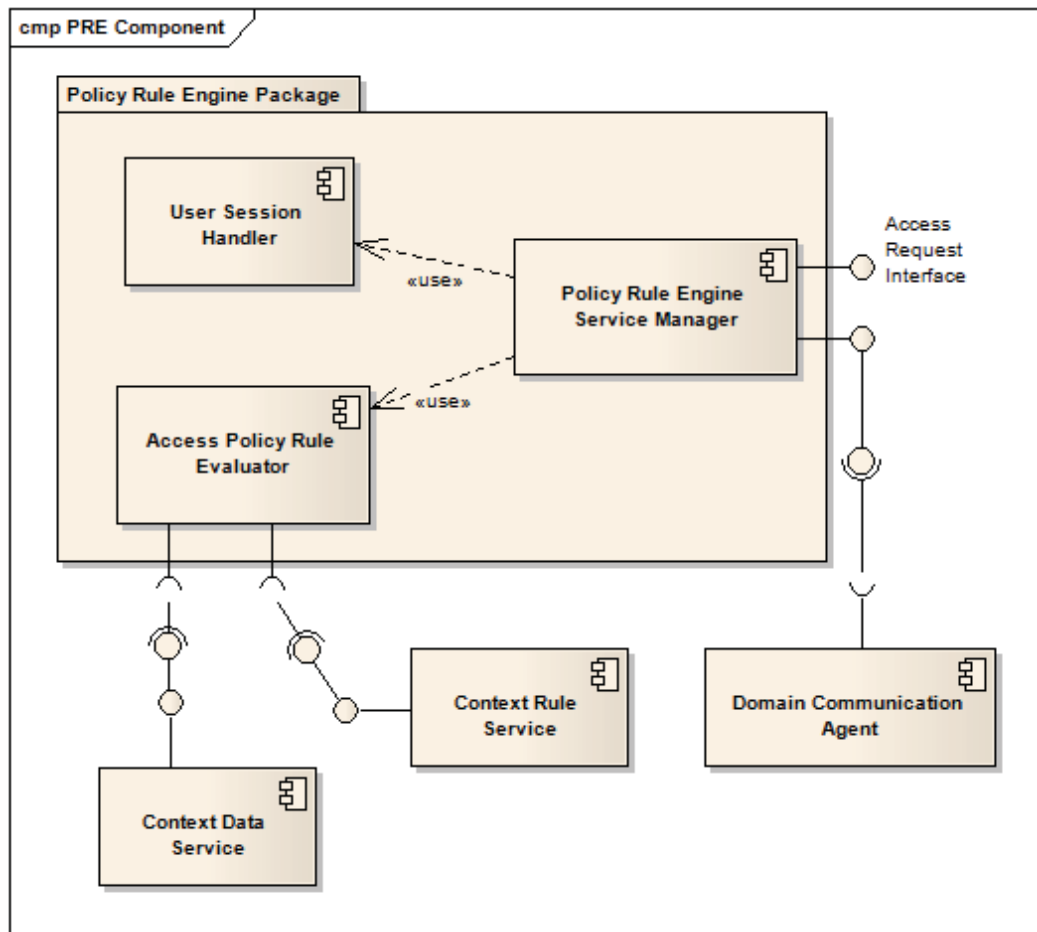 cmp PRE Component
Policy Rule Engine Package
User Session
Handler
«use»
Policy Rule Engine
Service Manager
Access
Request
Interface
«use»
Access Policy Rule
Evaluator
Context Rule
Service
Domain Communication
Agent
Context Data
Service